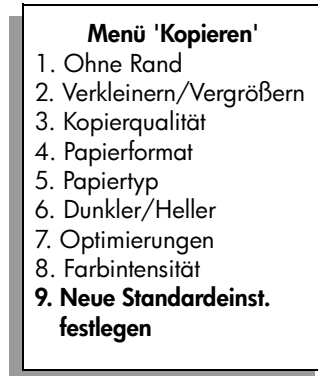 Menü 'Kopieren'
1. Ohne Rand
2. Verkleinern/Vergrößern
3. Kopierqualität
4. Papierformat
5. Papiertyp
6. Dunkler/Heller
7. Optimierungen
8. Farbintensität
9. Neue Standardeinst.
festlegen